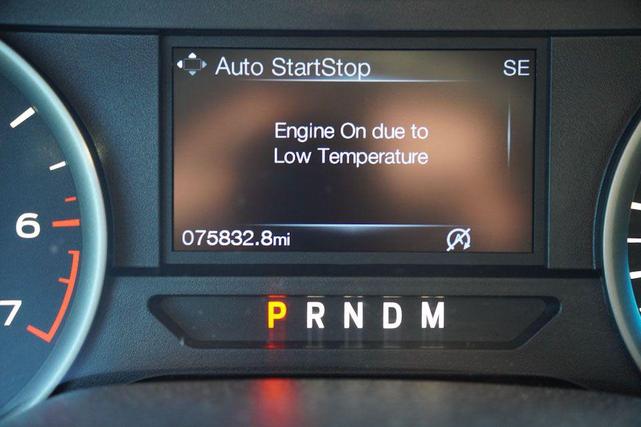 Auto StartStop SE
Engine On due to
Low Temperature
075832.8mi
A
6
7
P R N D M